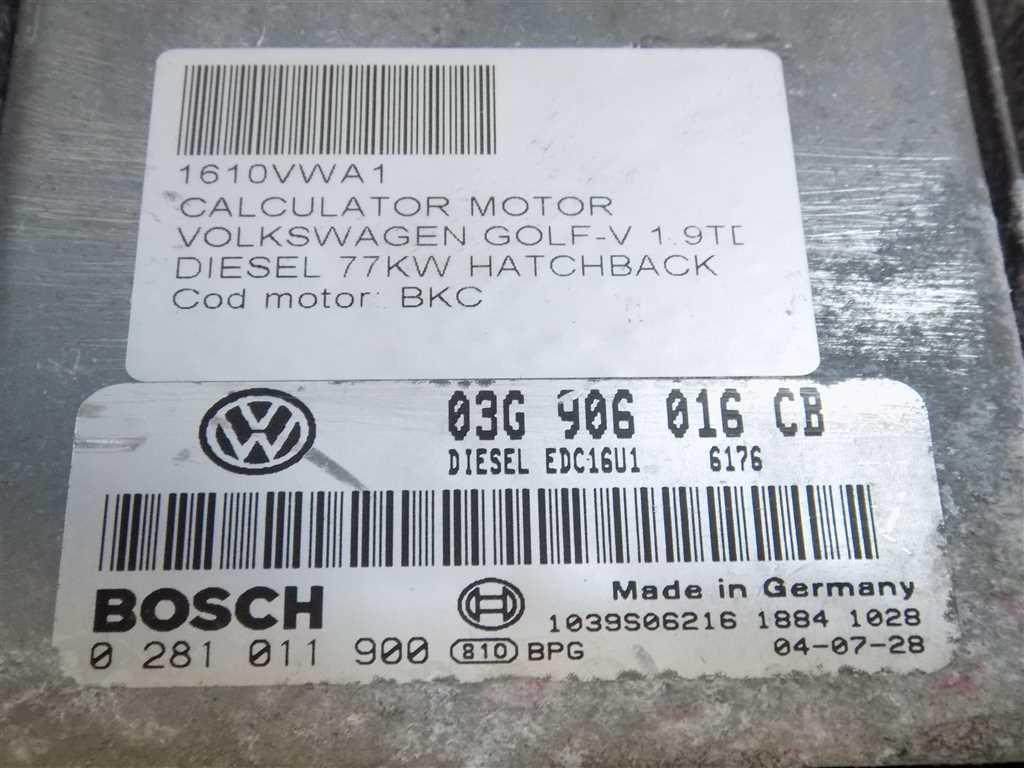 1610VWA1
CALCULATOR MOTOR
VOLKSWAGEN GOLF-V 1.9TD
DIESEL 77KW HATCHBACK
Cod motor: BKC
VW
03G 906 016 CB
DIESEL EDC16U1 6176
BOSCH
Made in Germany
1039S06216 1884 1028
0 281 011 900 810 BPG
04-07-28